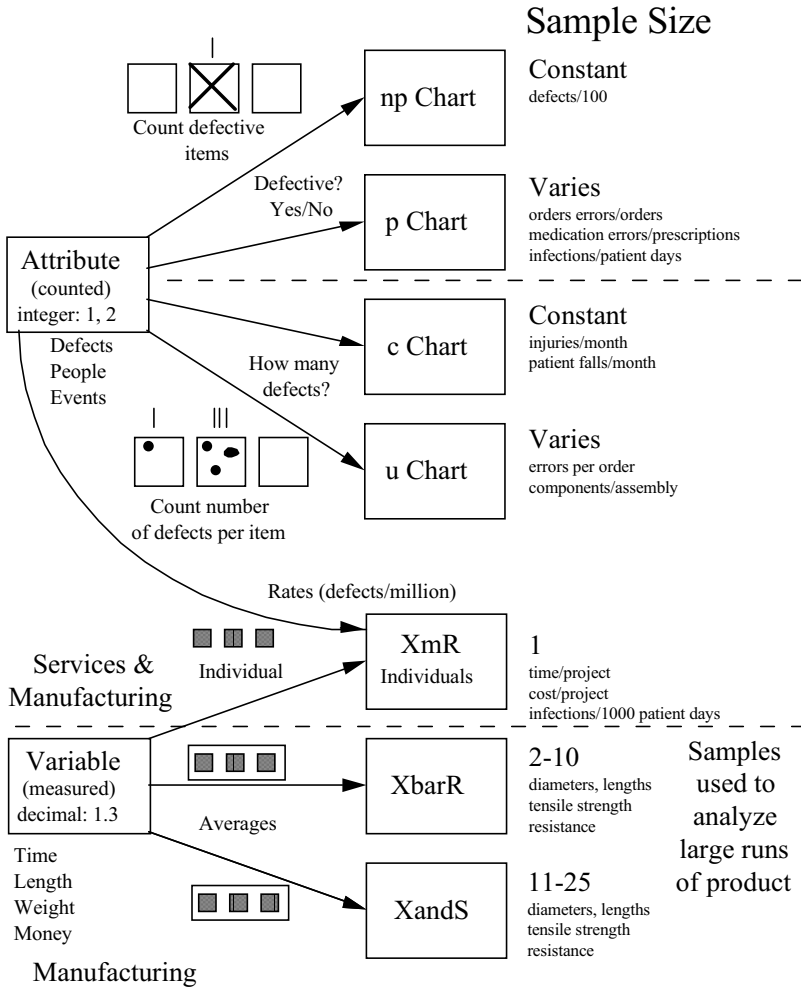 Sample Size
np Chart
Constant
defects/100
Count defective
items
Defective?
Yes/No
p Chart
Varies
orders errors/orders
medication errors/prescriptions
infections/patient days
Attribute
(counted)
integer: 1, 2
Defects
People
Events
c Chart
Constant
injuries/month
patient falls/month
How many
defects?
u Chart
Varies
errors per order
components/assembly
Count number
of defects per item
Rates (defects/million)
XmR
Individuals
1
time/project
cost/project
infections/1000 patient days
Individual
Services &
Manufacturing
Variable
(measured)
decimal: 1.3
Time
Length
Weight
Money
Manufacturing
Averages
XbarR
2-10
diameters, lengths
tensile strength
resistance
XandS
11-25
diameters, lengths
tensile strength
resistance
Samples
used to
analyze
large runs
of product